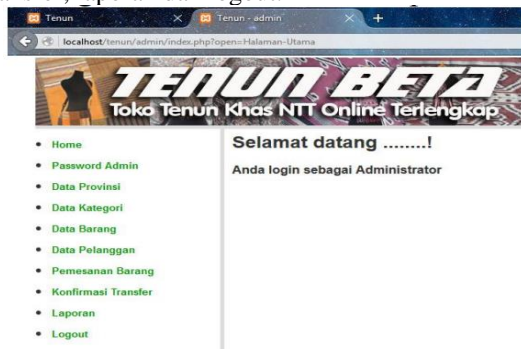 Tenun
Tenun - admin
localhost/tenun/admin/index.php?open=Halaman-Utama
TENUN BETA
Toko Tenun Khas NTT Online Terlengkap
Home
Password Admin
Data Provinsi
Data Kategori
Data Barang
Data Pelanggan
Pemesanan Barang
Konfirmasi Transfer
Laporan
Logout
Selamat datang ........!
Anda login sebagai Administrator